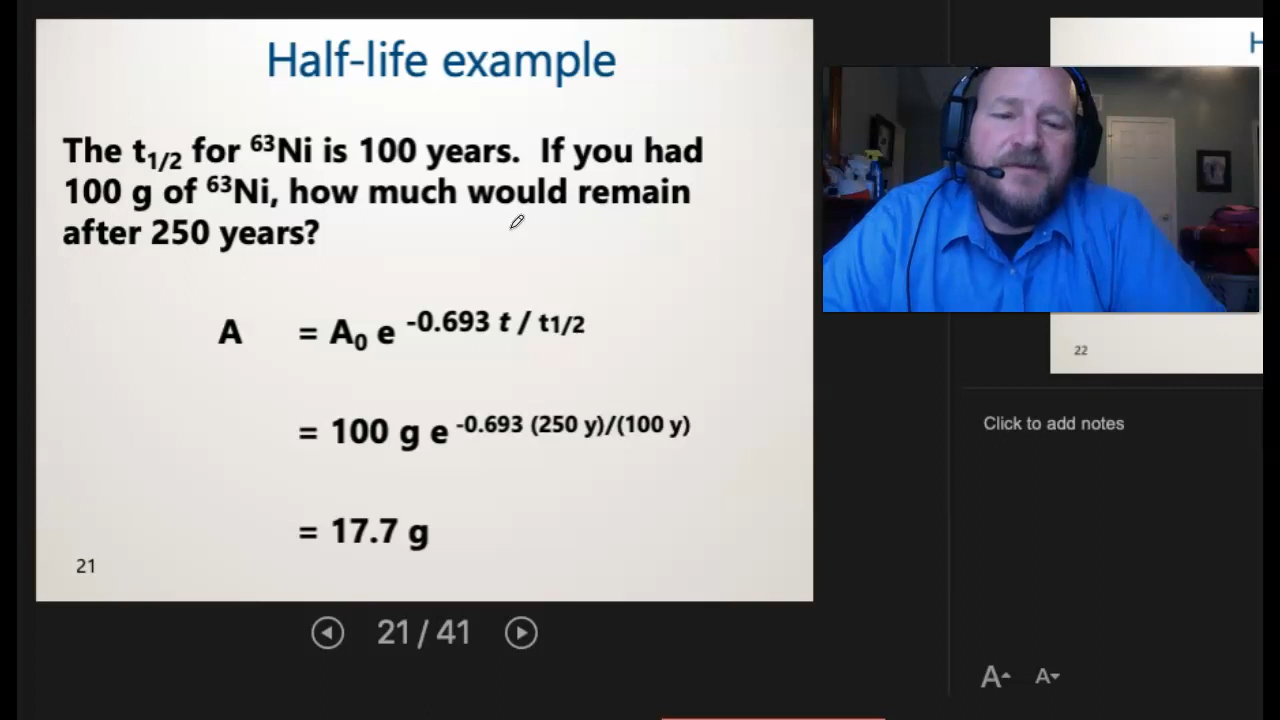 Half-life example
The t1/2 for 63Ni is 100 years. If you had
100 g of 63Ni, how much would remain
after 250 years?
A = A0 e -0.693 t / t1/2
= 100 g e -0.693 (250 y)/(100 y)
= 17.7 g
21
21 / 41
H
22
Click to add notes
A A